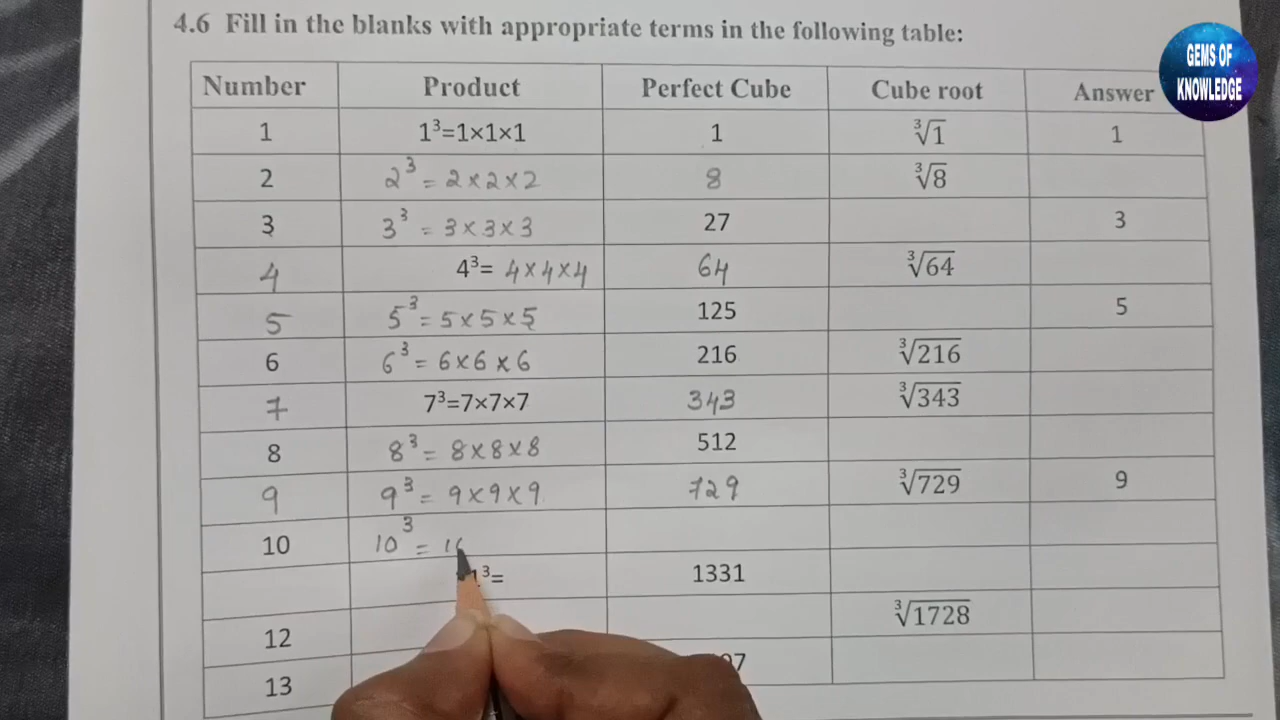 4.6 Fill in the blanks with appropriate terms in the following table:
GEMS OF
KNOWLEDGE
Number Product Perfect Cube Cube root Answer
1 1³=1×1×1 1 ∛1 1
2 2³ = 2×2×2 8 ∛8
3 3³ = 3×3×3 27 3
4 4³= 4×4×4 64 ∛64
5 5³ = 5×5×5 125 5
6 6³ = 6×6×6 216 ∛216
7 7³=7×7×7 343 ∛343
8 8³ = 8×8×8 512
9 9³ = 9×9×9 729 ∛729 9
10 10³ = 10
1³= 1331
12 ∛1728
13 97